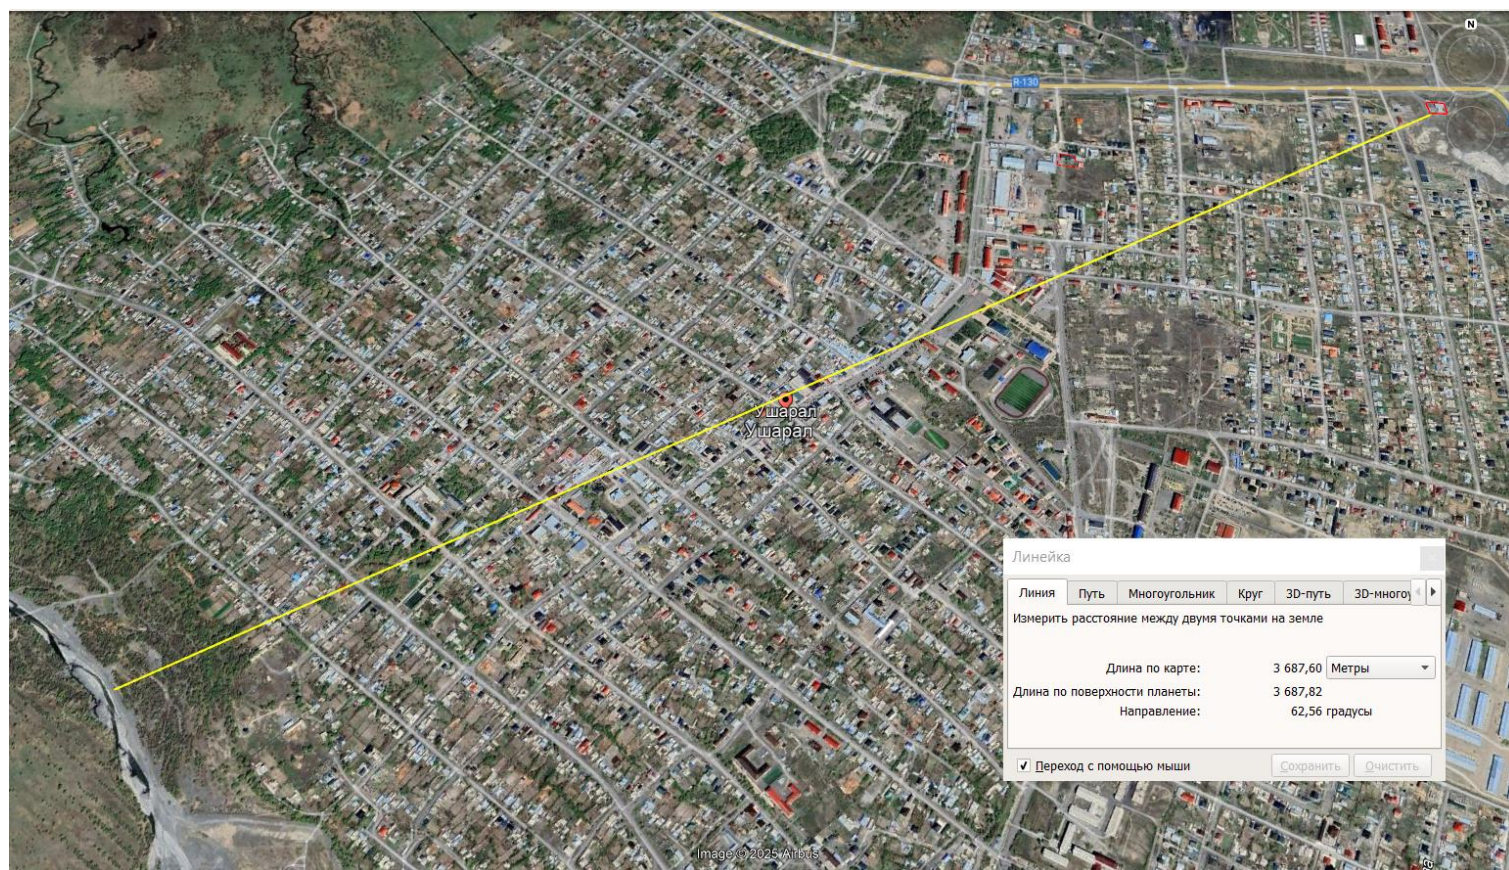 N
R-130
Ушарал
Ушарал
Линейка
Линия Путь Многоугольник Круг 3D-путь 3D-многоу
Измерить расстояние между двумя точками на земле
Длина по карте: 3 687,60 Метры
Длина по поверхности планеты: 3 687,82
Направление: 62,56 градусы
Переход с помощью мыши Сохранить Очистить
Image © 2025 Airbus